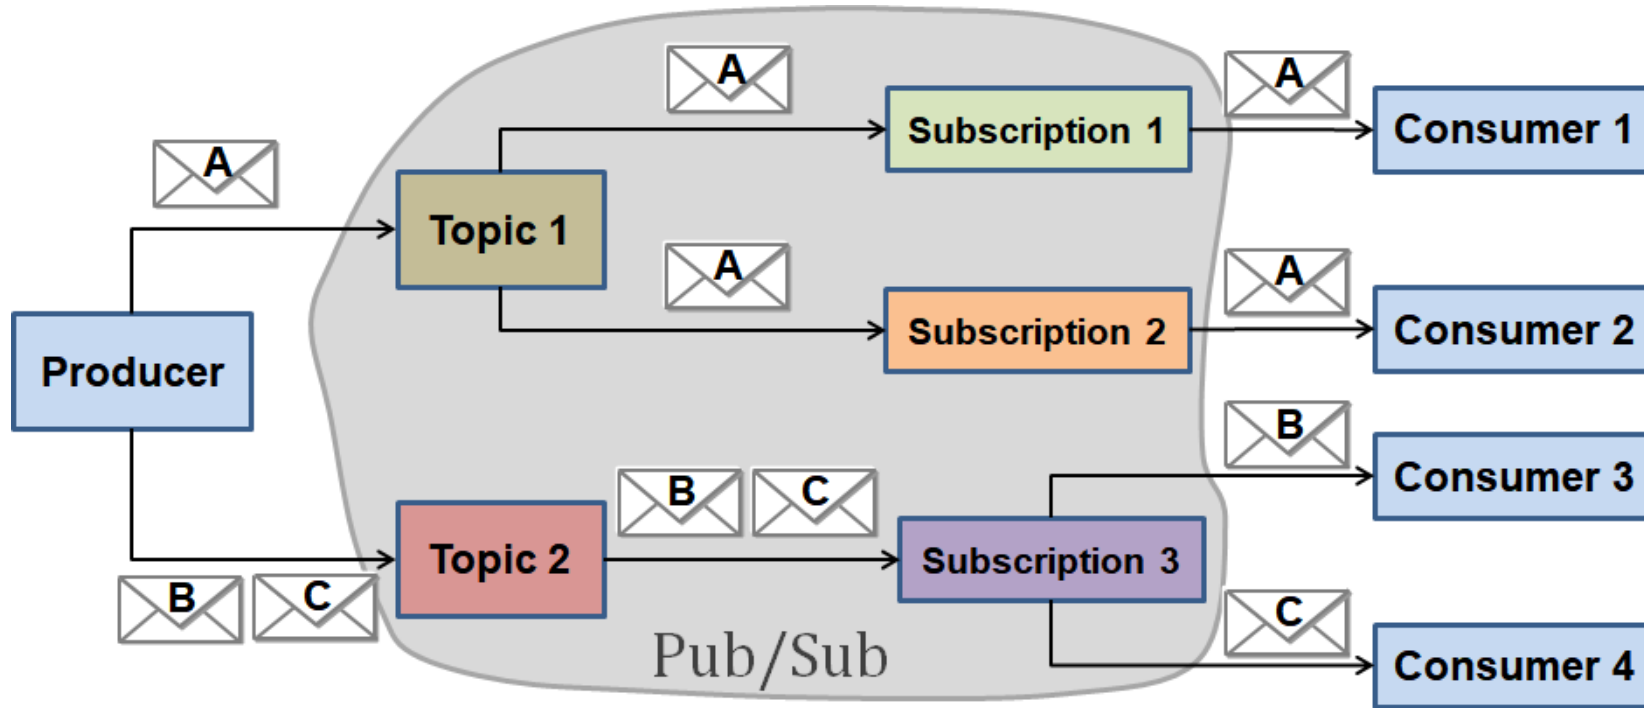 A
A
Subscription 1
Consumer 1
A
Topic 1
A
A
Subscription 2
Consumer 2
Producer
B
Consumer 3
B
C
Topic 2
Subscription 3
B
C
C
Consumer 4
Pub/Sub